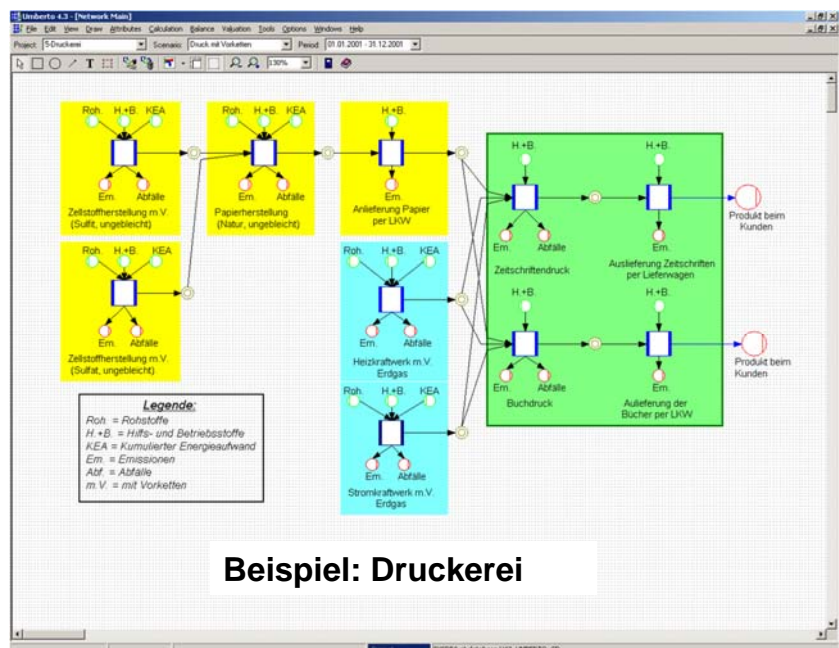 Umberto 4.3 - [Network Main]
File Edit View Draw Attributes Calculation Balance Valuation Tools Options Windows Help
Project: 5-Druckerei Scenario: Druck mit Vorketten Period: 01.01.2001 - 31.12.2001
T 130%
Roh. H.+B. KEA
Em. Abfälle
Zellstoffherstellung m.V.
(Sulfit, ungebleicht)
Roh. H.+B. KEA
Em. Abfälle
Papierherstellung
(Natur, ungebleicht)
H.+B.
Em.
Anlieferung Papier
per LKW
H.+B.
Em. Abfälle
Zeitschriftendruck
H.+B.
Em.
Auslieferung Zeitschriften
per Lieferwagen
Produkt beim
Kunden
Roh. H.+B. KEA
Em. Abfälle
Zellstoffherstellung m.V.
(Sulfat, ungebleicht)
Roh. H.+B. KEA
Em. Abfälle
Heizkraftwerk m.V.
Erdgas
H.+B.
Em. Abfälle
Buchdruck
H.+B.
Em.
Aulieferung der
Bücher per LKW
Produkt beim
Kunden
Roh. H.+B. KEA
Em. Abfälle
Stromkraftwerk m.V.
Erdgas
Legende:
Roh. = Rohstoffe
H.+B. = Hilfs- und Betriebsstoffe
KEA = Kumulierter Energieaufwand
Em. = Emissionen
Abf. = Abfälle
m.V. = mit Vorketten
Beispiel: Druckerei